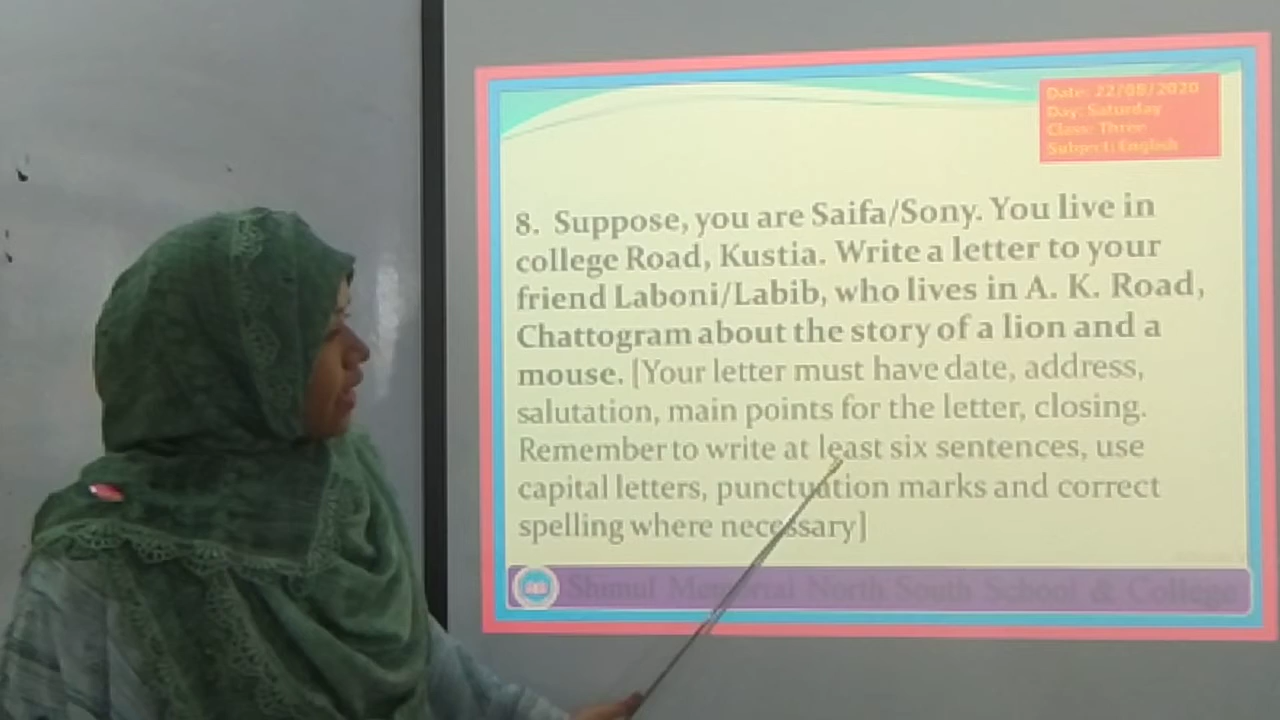 Date: 22/08/2020
Day: Saturday
Class: Three
Subject: English
8. Suppose, you are Saifa/Sony. You live in
college Road, Kustia. Write a letter to your
friend Laboni/Labib, who lives in A. K. Road,
Chattogram about the story of a lion and a
mouse. [Your letter must have date, address,
salutation, main points for the letter, closing.
Remember to write at least six sentences, use
capital letters, punctuation marks and correct
spelling where necessary]
Shimul Memorial North South School & College